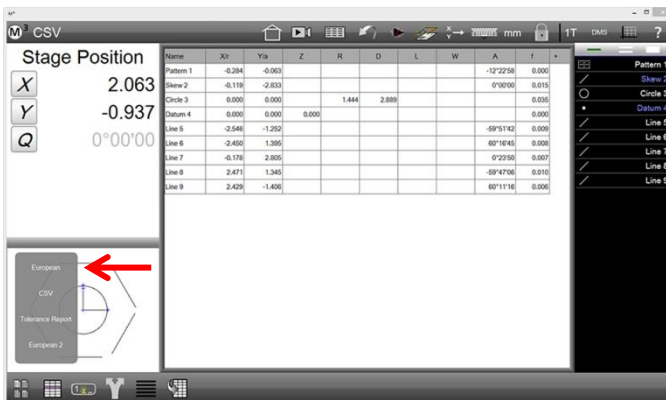 M³ CSV
mm 1T DMS ?
Stage Position
X 2.063
Y -0.937
Q 0°00'00
Name X/r Y/a Z R D L W A f +
Pattern 1 -0.284 -0.063 -12°22'58 0.000
Skew 2 -0.119 -2.833 0°00'00 0.015
Circle 3 0.000 0.000 1.444 2.889 0.035
Datum 4 0.000 0.000 0.000 0.000
Line 5 -2.546 -1.252 -59°51'42 0.009
Line 6 -2.450 1.395 60°16'45 0.008
Line 7 -0.178 2.805 0°23'50 0.007
Line 8 2.471 1.345 -59°47'06 0.010
Line 9 2.429 -1.406 60°11'16 0.006
Pattern 1
Skew 2
Circle 3
Datum 4
Line 5
Line 6
Line 7
Line 8
Line 9
European
CSV
Tolerance Report
European 2